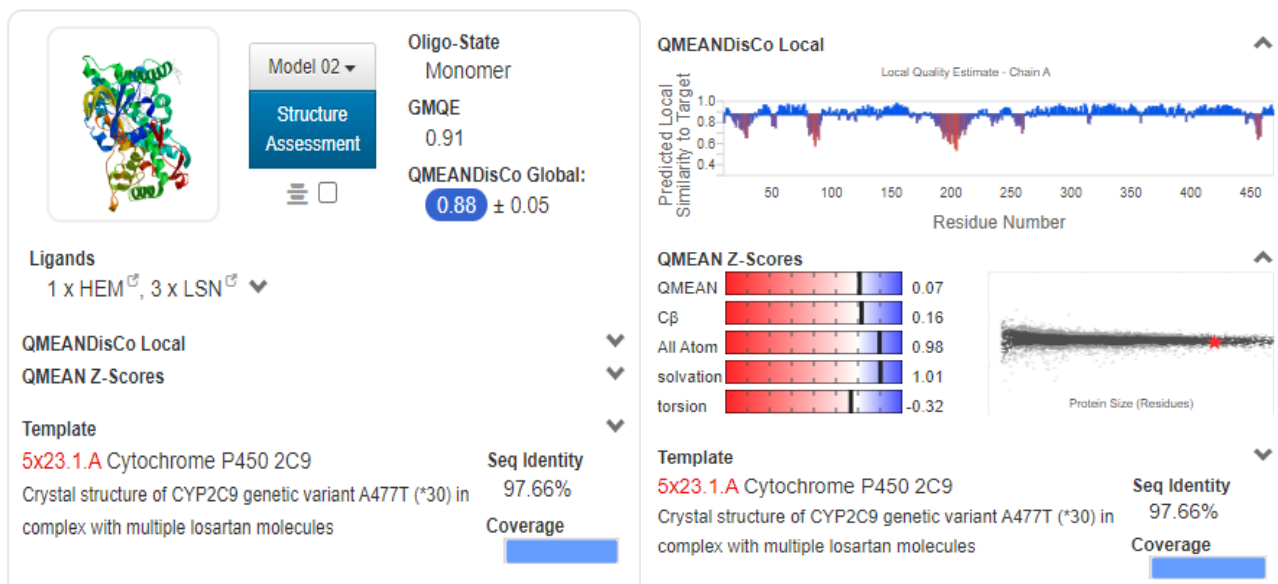 Model 02
Structure
Assessment
Oligo-State
Monomer
GMQE
0.91
QMEANDisCo Global:
0.88 ± 0.05
Ligands
1 x HEM, 3 x LSN
QMEANDisCo Local
QMEAN Z-Scores
Template
5x23.1.A Cytochrome P450 2C9
Crystal structure of CYP2C9 genetic variant A477T (*30) in
complex with multiple losartan molecules
Seq Identity
97.66%
Coverage
QMEANDisCo Local
Local Quality Estimate - Chain A
Predicted Local
Similarity to Target
1.0
0.8
0.6
0.4
50 100 150 200 250 300 350 400 450
Residue Number
QMEAN Z-Scores
QMEAN 0.07
Cβ 0.16
All Atom 0.98
solvation 1.01
torsion -0.32
Protein Size (Residues)
Template
5x23.1.A Cytochrome P450 2C9
Crystal structure of CYP2C9 genetic variant A477T (*30) in
complex with multiple losartan molecules
Seq Identity
97.66%
Coverage